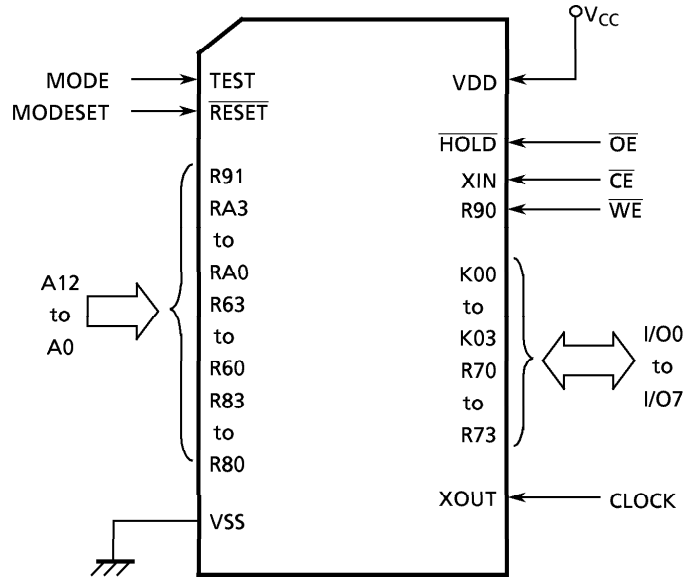 VCC
MODE
TEST
VDD
MODESET
RESET
HOLD
OE
R91
XIN
CE
RA3
R90
WE
to
RA0
K00
A12
R63
to
I/O0
to
to
K03
to
A0
R60
R70
I/O7
R83
to
to
R73
R80
XOUT
CLOCK
VSS